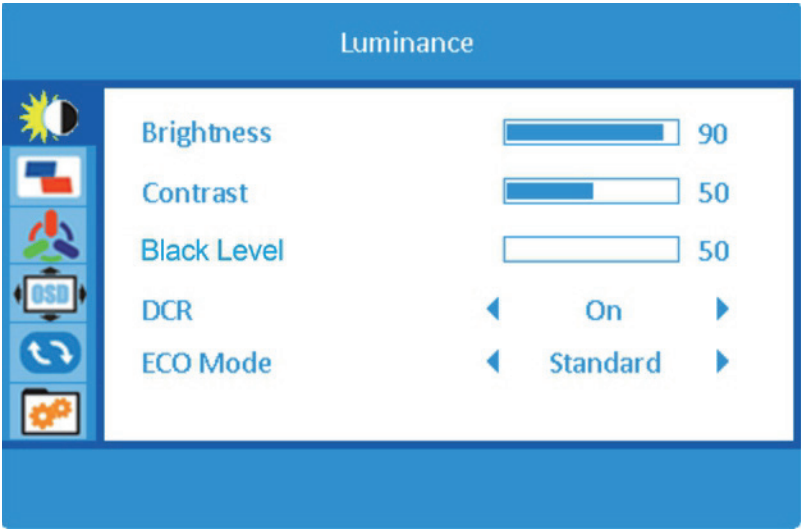 Luminance
Brightness 90
Contrast 50
Black Level 50
DCR On
ECO Mode Standard
OSD